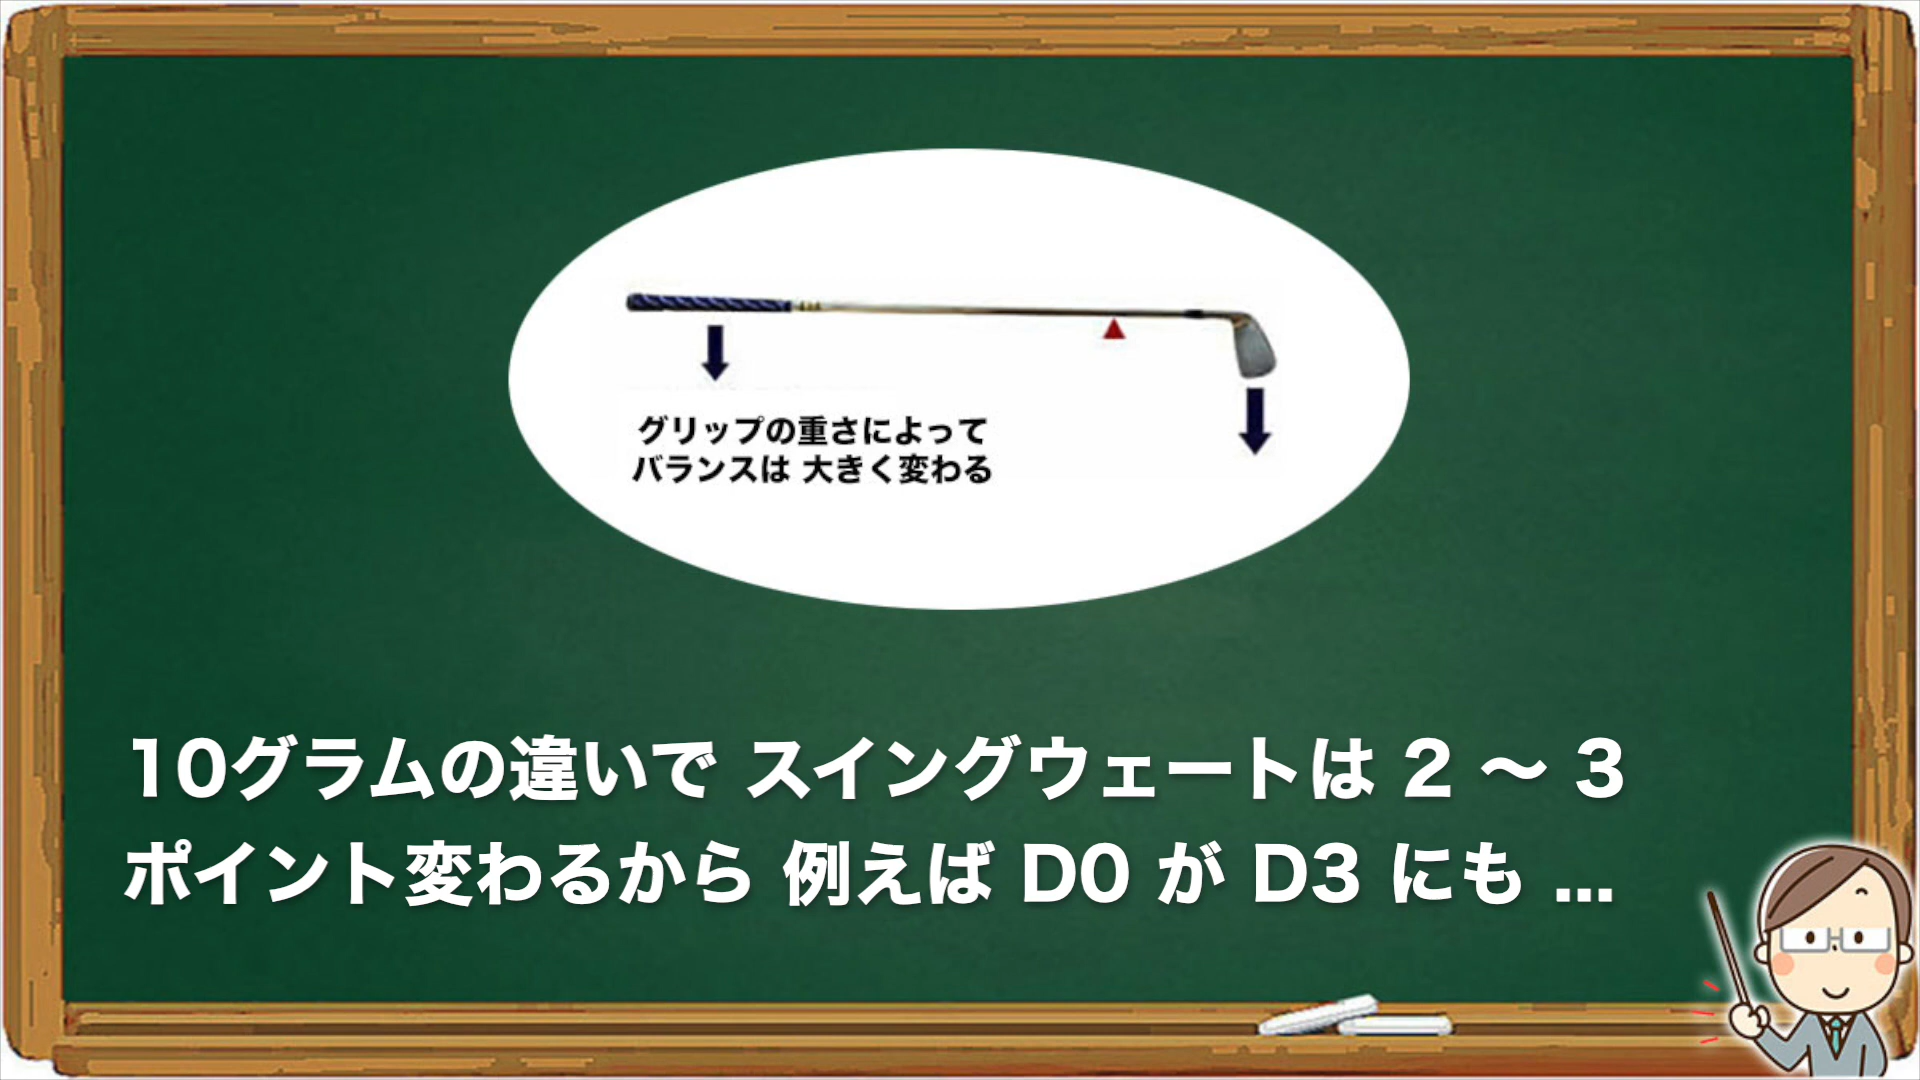 グリップの重さによって
バランスは 大きく変わる
10グラムの違いで スイングウェートは 2 〜 3
ポイント変わるから 例えば D0 が D3 にも ...